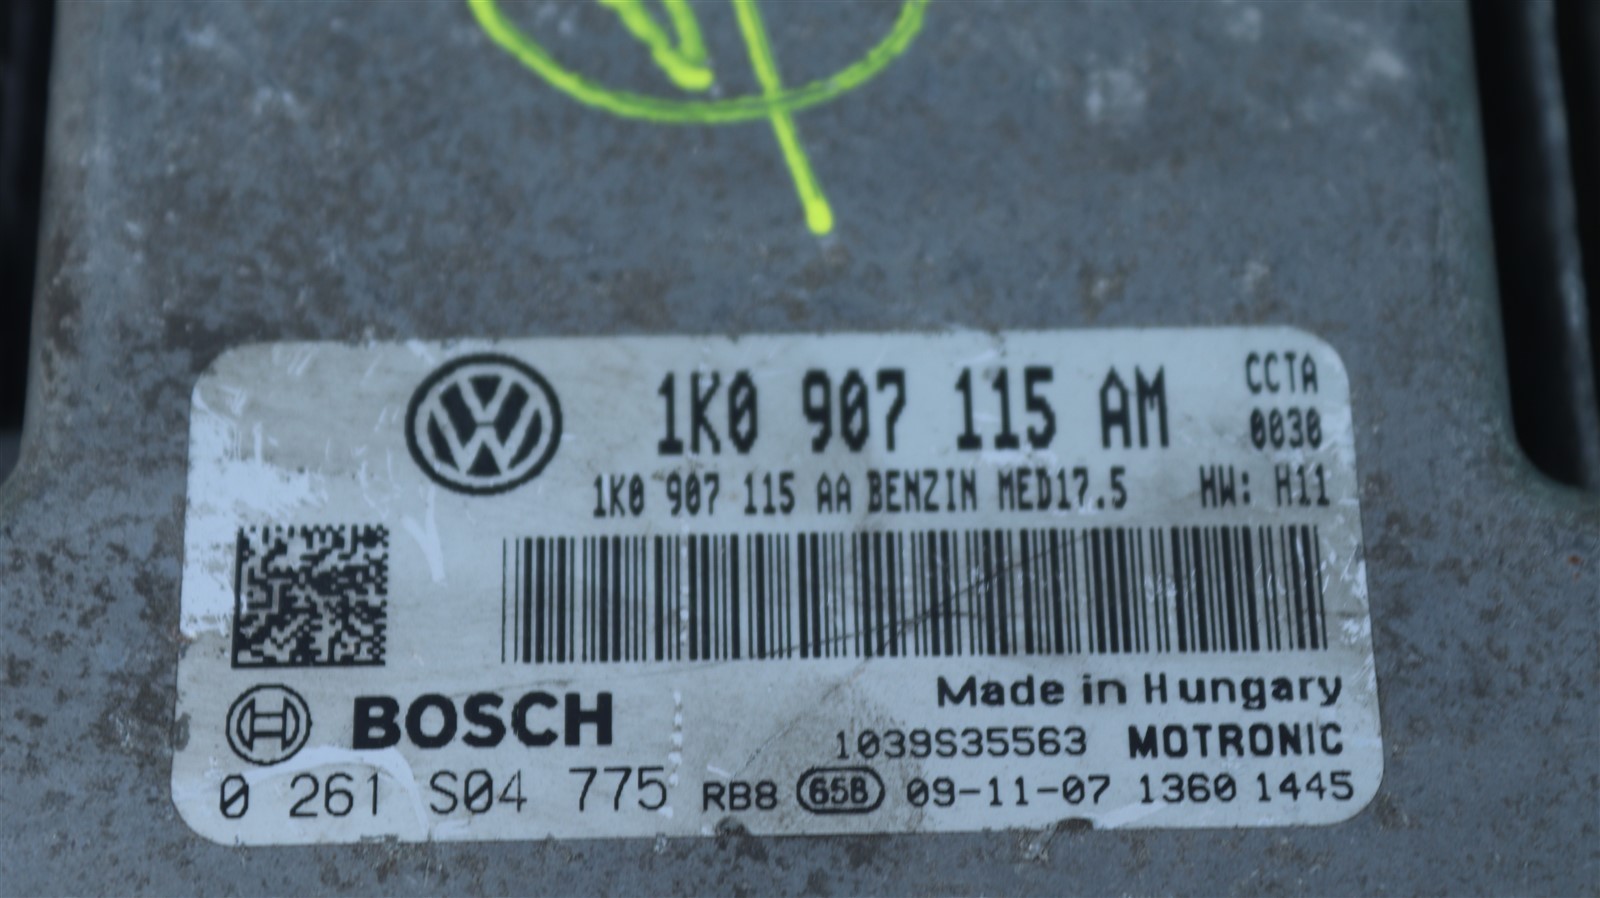 1K0 907 115 AM
CCTA
0030
1K0 907 115 AA BENZIN MED17.5 HW: H11
Made in Hungary
BOSCH
1039S35563 MOTRONIC
0 261 S04 775 RB8 65B 09-11-07 1360 1445